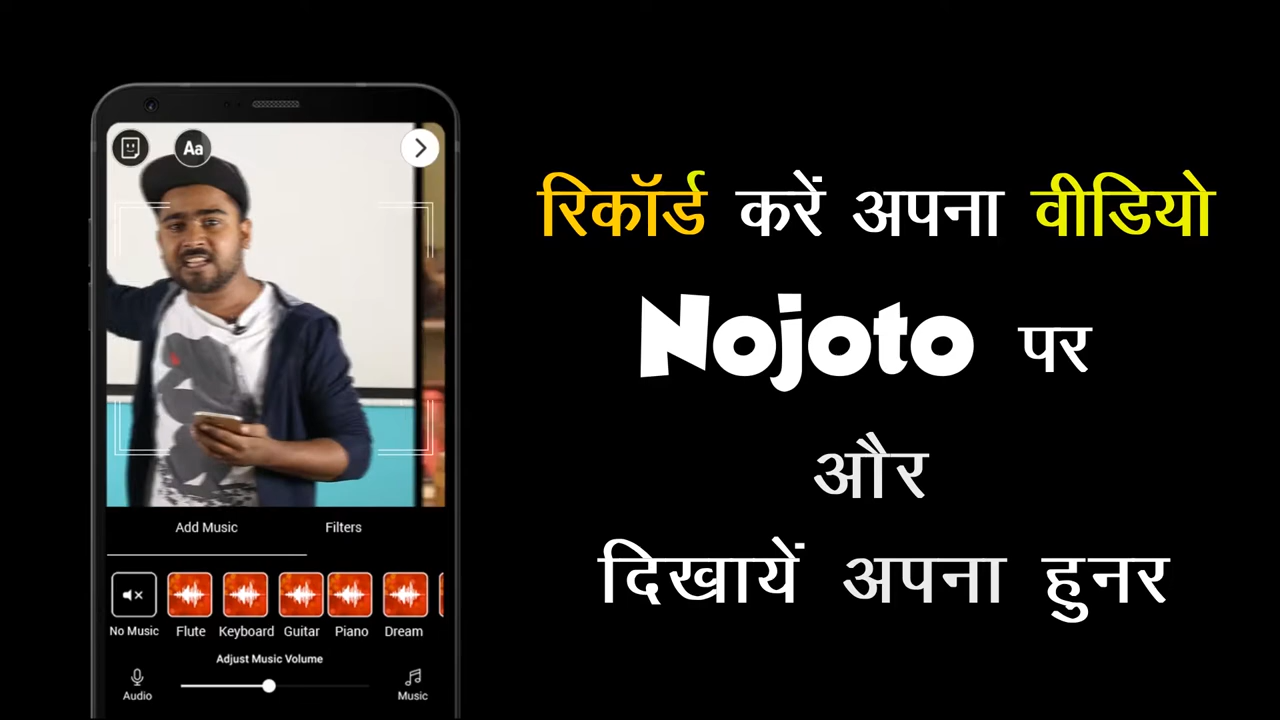 Aa
Add Music Filters
No Music Flute Keyboard Guitar Piano Dream
Adjust Music Volume
Audio Music
रिकॉर्ड करें अपना वीडियो
Nojoto पर
और
दिखायें अपना हुनर